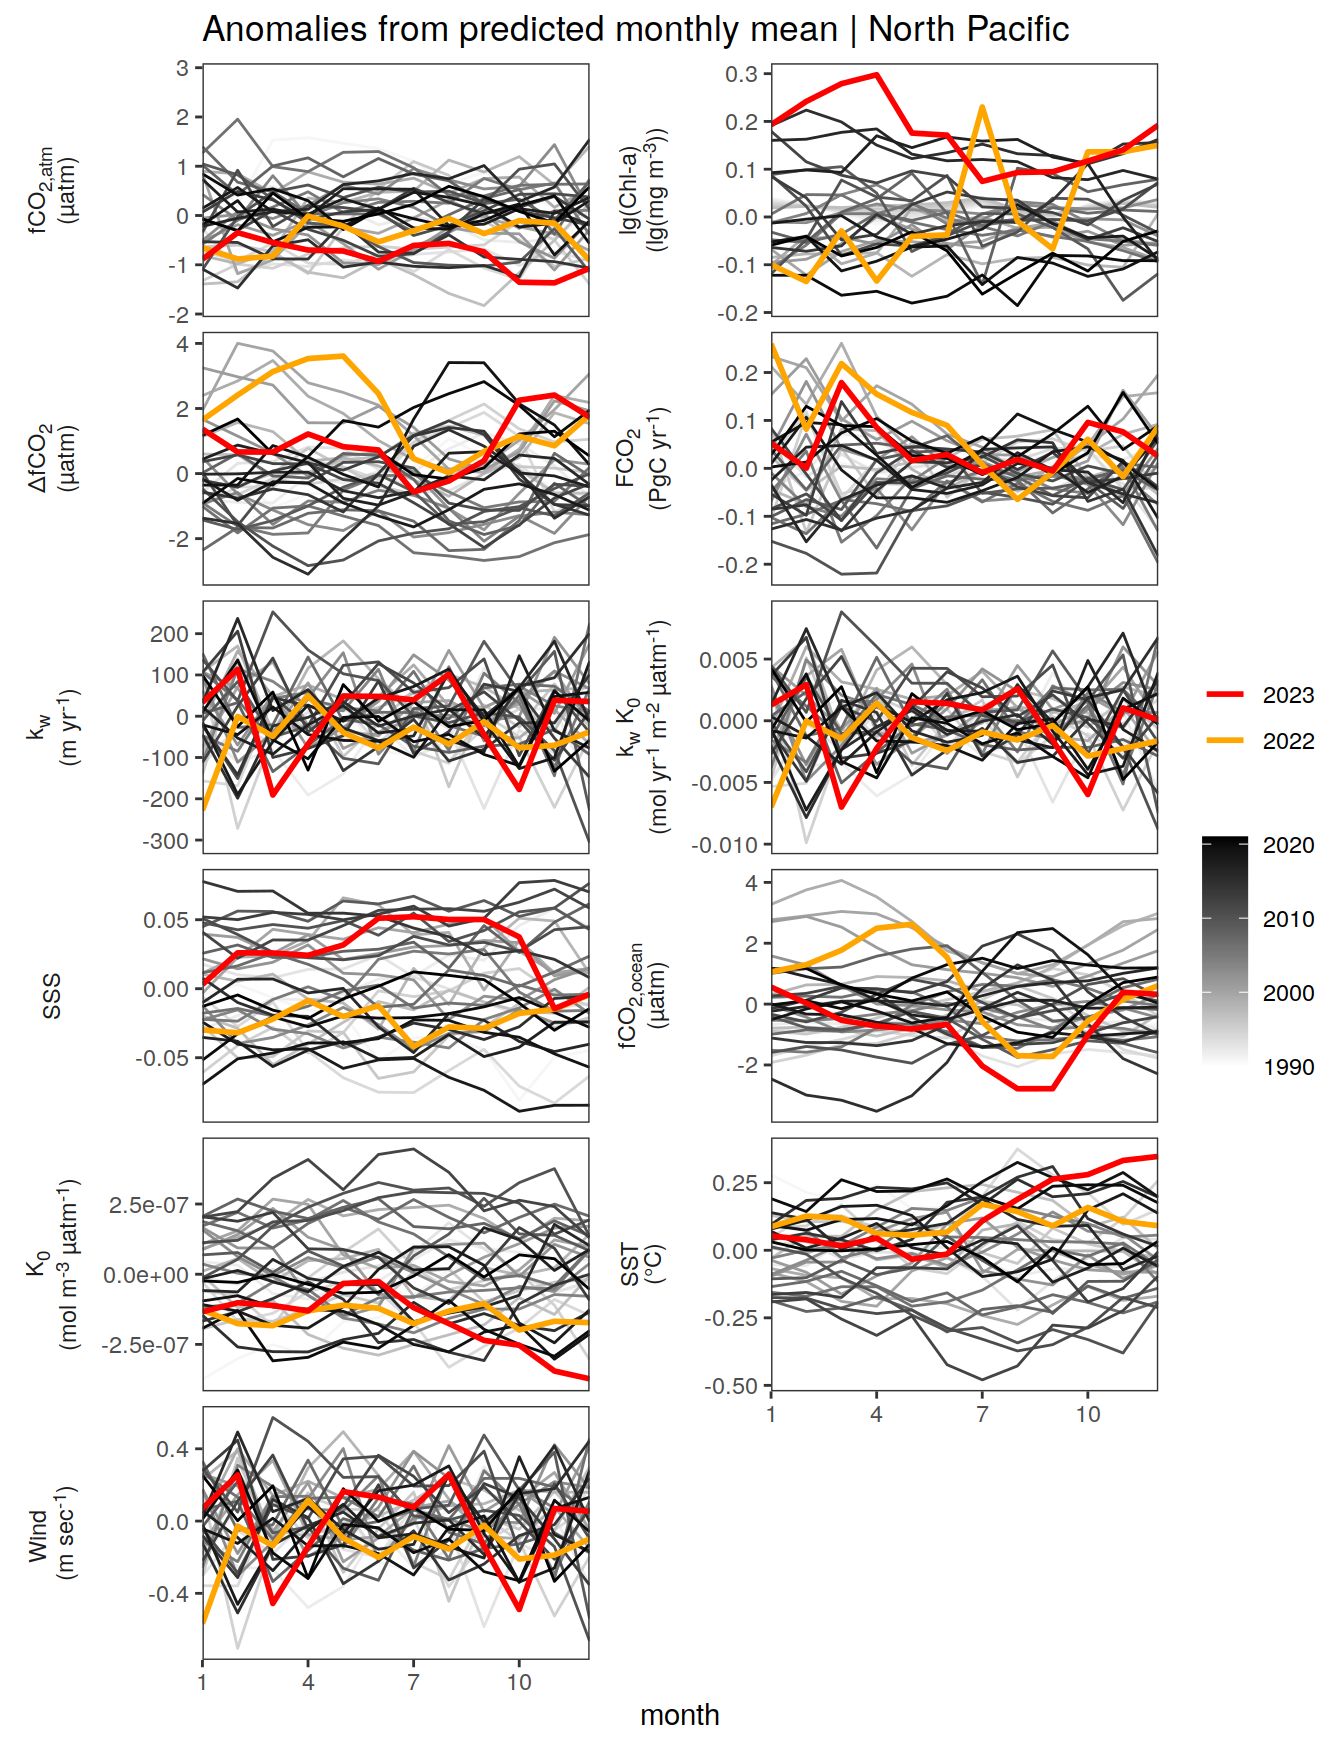 Anomalies from predicted monthly mean | North Pacific
fCO2,atm
(µatm)
3
2
1
0
-1
-2
lg(Chl-a)
(lg(mg m-3))
0.3
0.2
0.1
0.0
-0.1
-0.2
ΔfCO2
(µatm)
4
2
0
-2
FCO2
(PgC yr-1)
0.2
0.1
0.0
-0.1
-0.2
kw
(m yr-1)
200
100
0
-100
-200
-300
kw K0
(mol yr-1 m-2 µatm-1)
0.005
0.000
-0.005
-0.010
SSS
0.05
0.00
-0.05
fCO2,ocean
(µatm)
4
2
0
-2
K0
(mol m-3 µatm-1)
2.5e-07
0.0e+00
-2.5e-07
SST
(°C)
0.25
0.00
-0.25
-0.50
1
4
7
10
Wind
(m sec-1)
0.4
0.0
-0.4
1
4
7
10
month
2023
2022
2020
2010
2000
1990